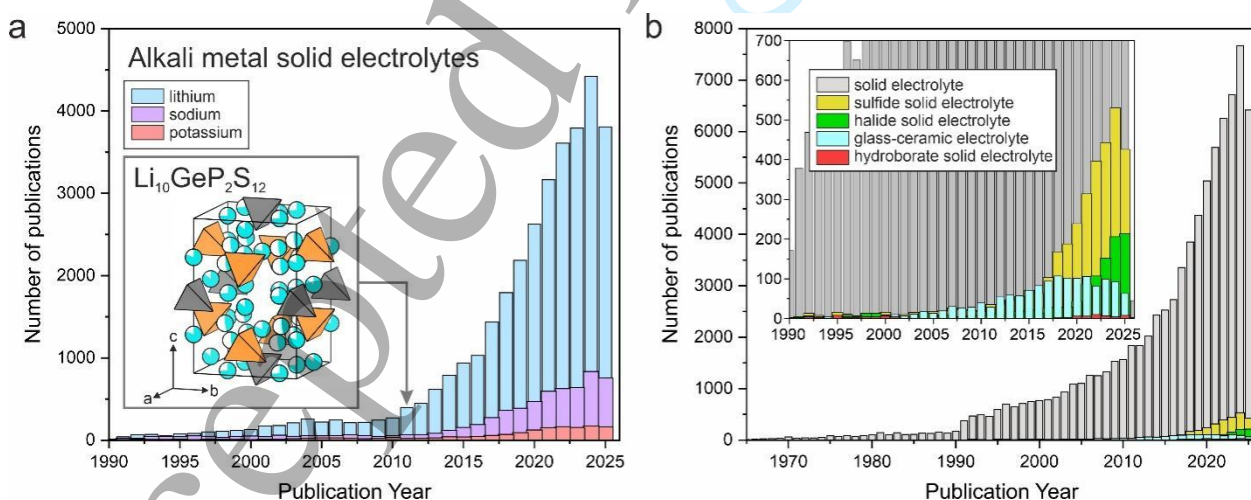 a
Alkali metal solid electrolytes
lithium
sodium
potassium
Li₁₀GeP₂S₁₂
c
a
b
Number of publications
5000
4000
3000
2000
1000
0
1990
1995
2000
2005
2010
2015
2020
2025
Publication Year
b
solid electrolyte
sulfide solid electrolyte
halide solid electrolyte
glass-ceramic electrolyte
hydroborate solid electrolyte
700
600
500
400
300
200
100
0
1990
1995
2000
2005
2010
2015
2020
2025
Number of publications
8000
7000
6000
5000
4000
3000
2000
1000
0
1970
1980
1990
2000
2010
2020
Publication Year
cepted